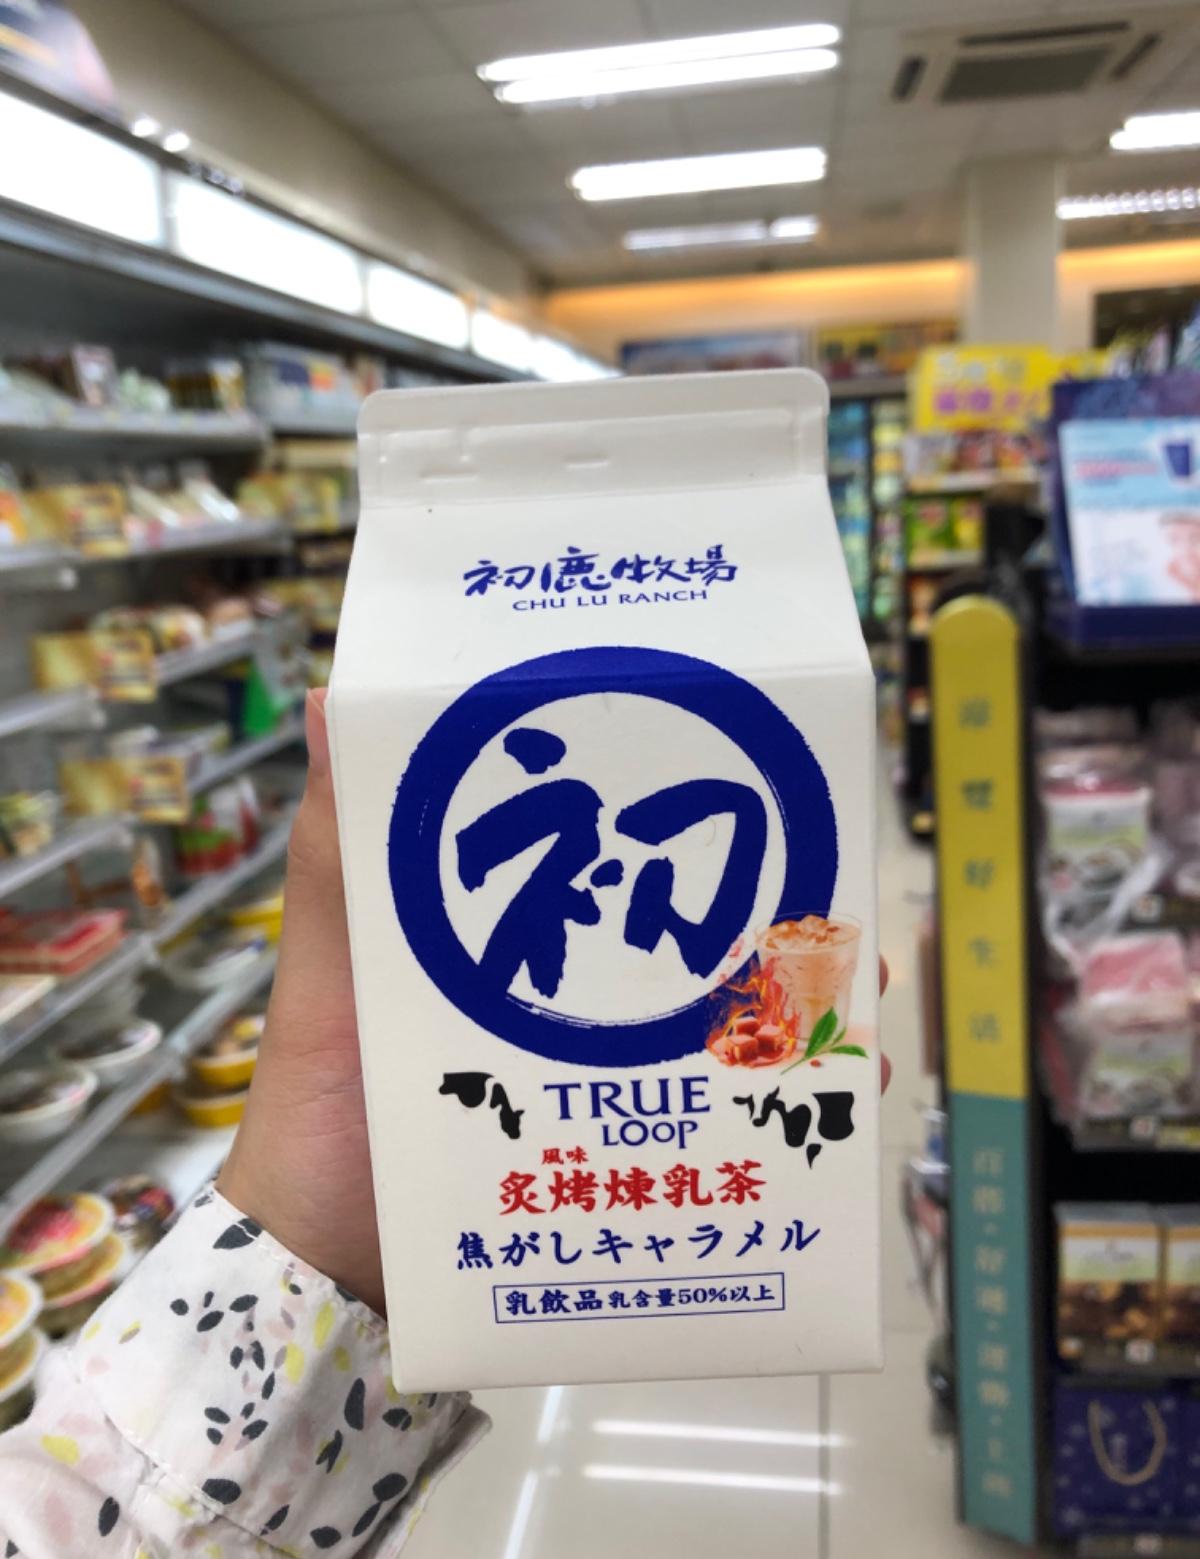 初鹿牧場
CHU LU RANCH
初
TRUE
LOOP
風味
炙烤煉乳茶
焦がしキャラメル
乳飲品 乳含量50%以上